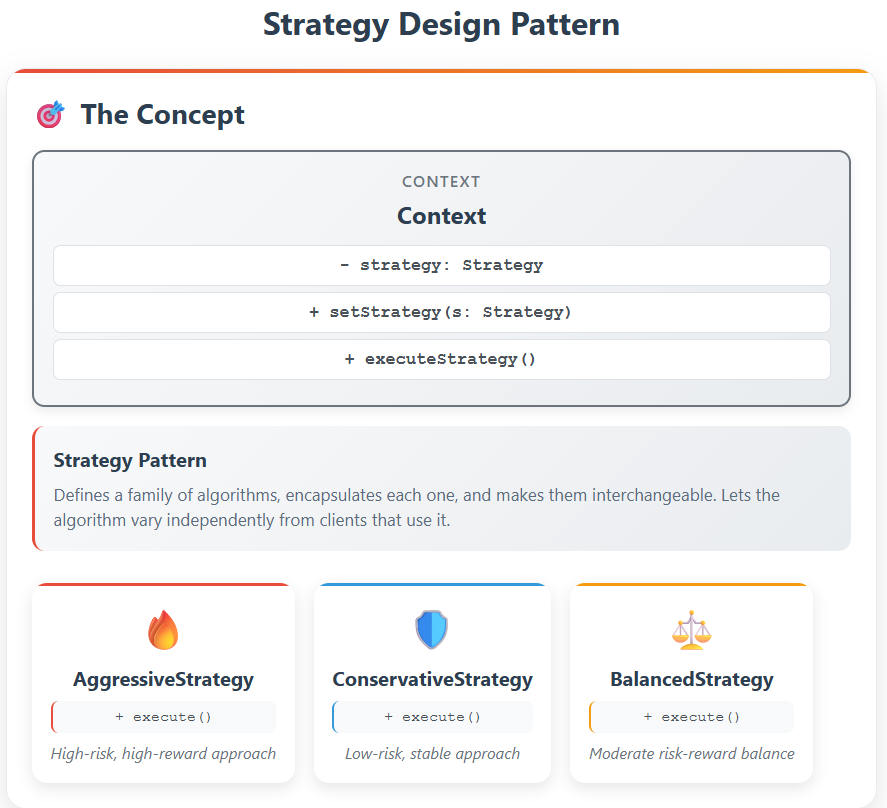 Strategy Design Pattern
The Concept
CONTEXT
Context
- strategy: Strategy
+ setStrategy(s: Strategy)
+ executeStrategy()
Strategy Pattern
Defines a family of algorithms, encapsulates each one, and makes them interchangeable. Lets the
algorithm vary independently from clients that use it.
AggressiveStrategy
+ execute()
High-risk, high-reward approach
ConservativeStrategy
+ execute()
Low-risk, stable approach
BalancedStrategy
+ execute()
Moderate risk-reward balance